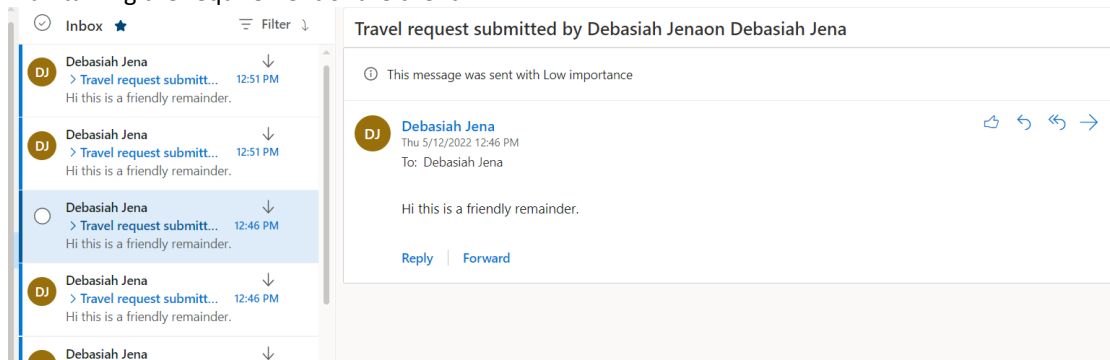 Inbox
Filter
DJ
Debasiah Jena
> Travel request submitt... 12:51 PM
Hi this is a friendly remainder.
DJ
Debasiah Jena
> Travel request submitt... 12:51 PM
Hi this is a friendly remainder.
Debasiah Jena
> Travel request submitt... 12:46 PM
Hi this is a friendly remainder.
DJ
Debasiah Jena
> Travel request submitt... 12:46 PM
Hi this is a friendly remainder.
Debasiah Jena
Travel request submitted by Debasiah Jenaon Debasiah Jena
This message was sent with Low importance
DJ
Debasiah Jena
Thu 5/12/2022 12:46 PM
To: Debasiah Jena
Hi this is a friendly remainder.
Reply | Forward